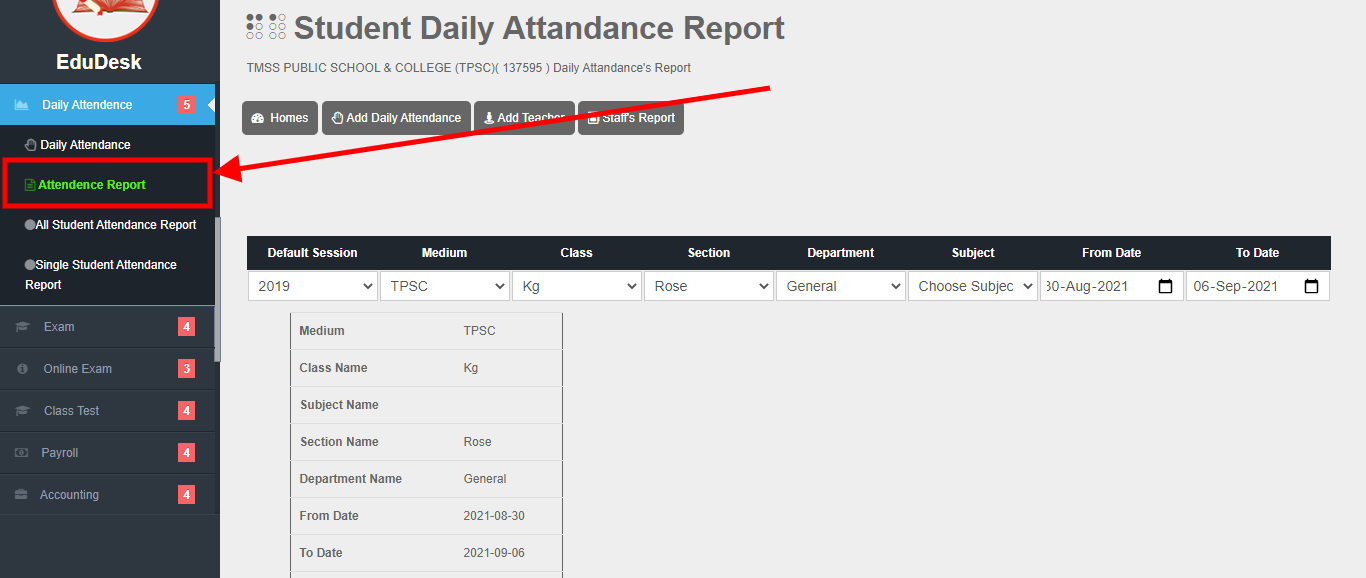 EduDesk
Daily Attendence 5
Daily Attendance
Attendence Report
All Student Attendance Report
Single Student Attendance
Report
Exam 4
Online Exam 3
Class Test 4
Payroll 4
Accounting 4
Student Daily Attandance Report
TMSS PUBLIC SCHOOL & COLLEGE (TPSC)( 137595 ) Daily Attandance's Report
Homes Add Daily Attendance Add Teacher Staff's Report
Default Session Medium Class Section Department Subject From Date To Date
2019 TPSC Kg Rose General Choose Subjec 30-Aug-2021 06-Sep-2021
Medium TPSC
Class Name Kg
Subject Name
Section Name Rose
Department Name General
From Date 2021-08-30
To Date 2021-09-06